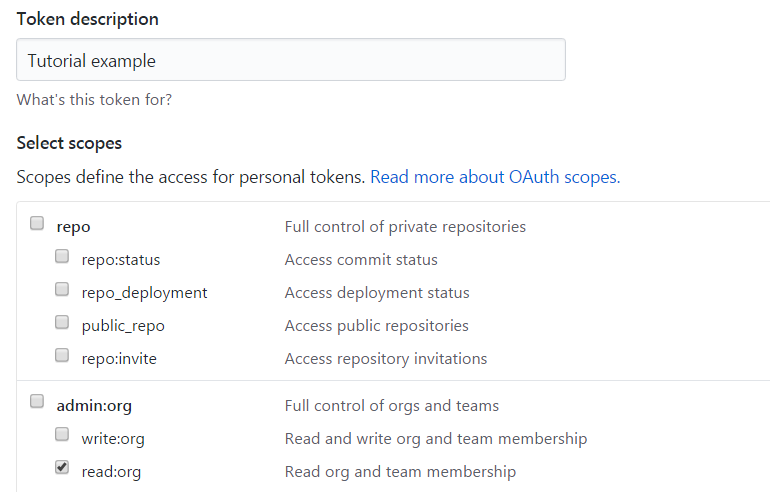 Token description
Tutorial example
What's this token for?
Select scopes
Scopes define the access for personal tokens. Read more about OAuth scopes.
repo Full control of private repositories
repo:status Access commit status
repo_deployment Access deployment status
public_repo Access public repositories
repo:invite Access repository invitations
admin:org Full control of orgs and teams
write:org Read and write org and team membership
read:org Read org and team membership